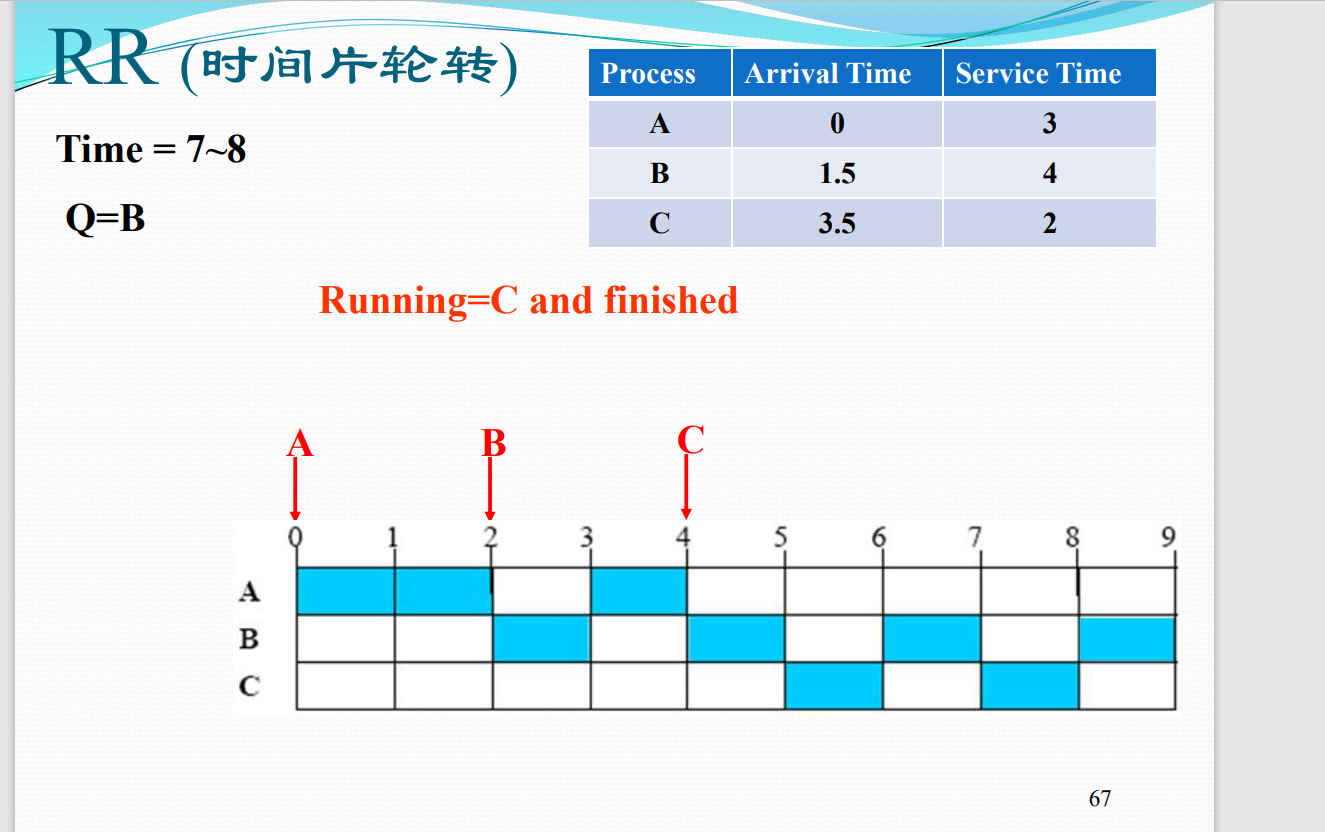 RR (时间片轮转)
Process Arrival Time Service Time
A 0 3
B 1.5 4
C 3.5 2
Time = 7~8
Q=B
Running=C and finished
A B C
0 1 2 3 4 5 6 7 8 9
A
B
C
67